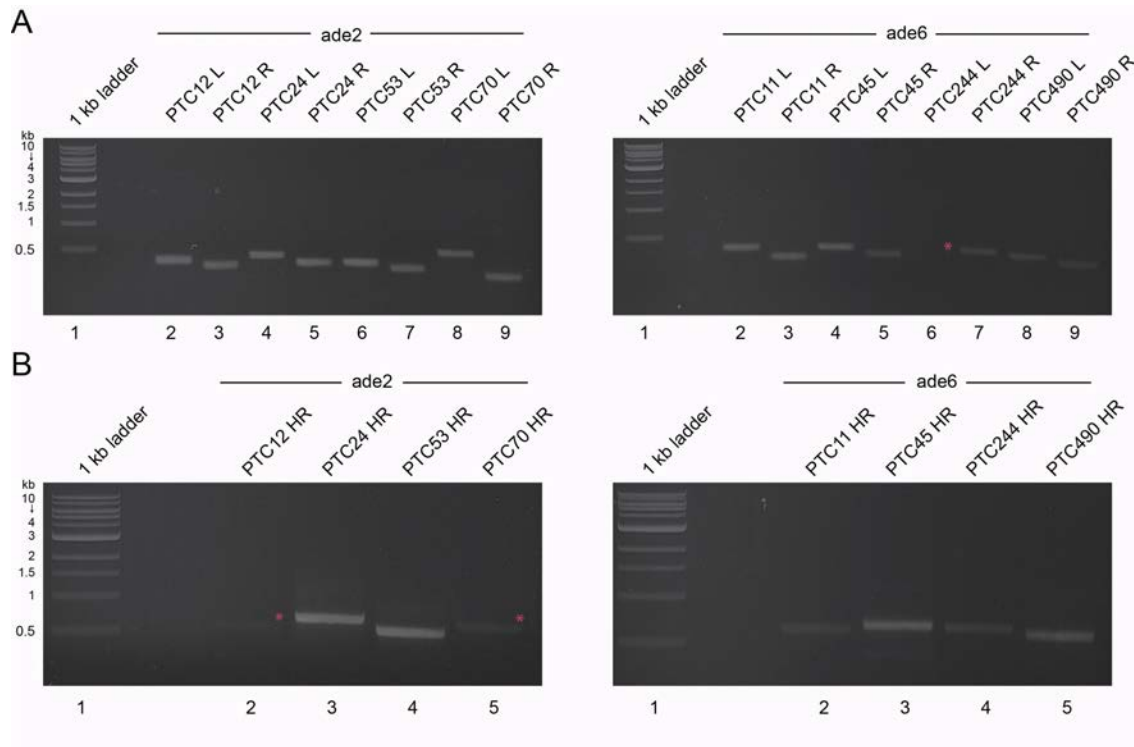 A
ade2
ade6
1 kb ladder
PTC12 L
PTC12 R
PTC24 L
PTC24 R
PTC53 L
PTC53 R
PTC70 L
PTC70 R
1 kb ladder
PTC11 L
PTC11 R
PTC45 L
PTC45 R
PTC244 L
PTC244 R
PTC490 L
PTC490 R
kb
10
↓
4
3
2
1.5
1
0.5
*
1 2 3 4 5 6 7 8 9
1 2 3 4 5 6 7 8 9
B
ade2
ade6
1 kb ladder
PTC12 HR
PTC24 HR
PTC53 HR
PTC70 HR
1 kb ladder
PTC11 HR
PTC45 HR
PTC244 HR
PTC490 HR
kb
10
↓
4
3
2
1.5
1
0.5
* *
1 2 3 4 5
1 2 3 4 5